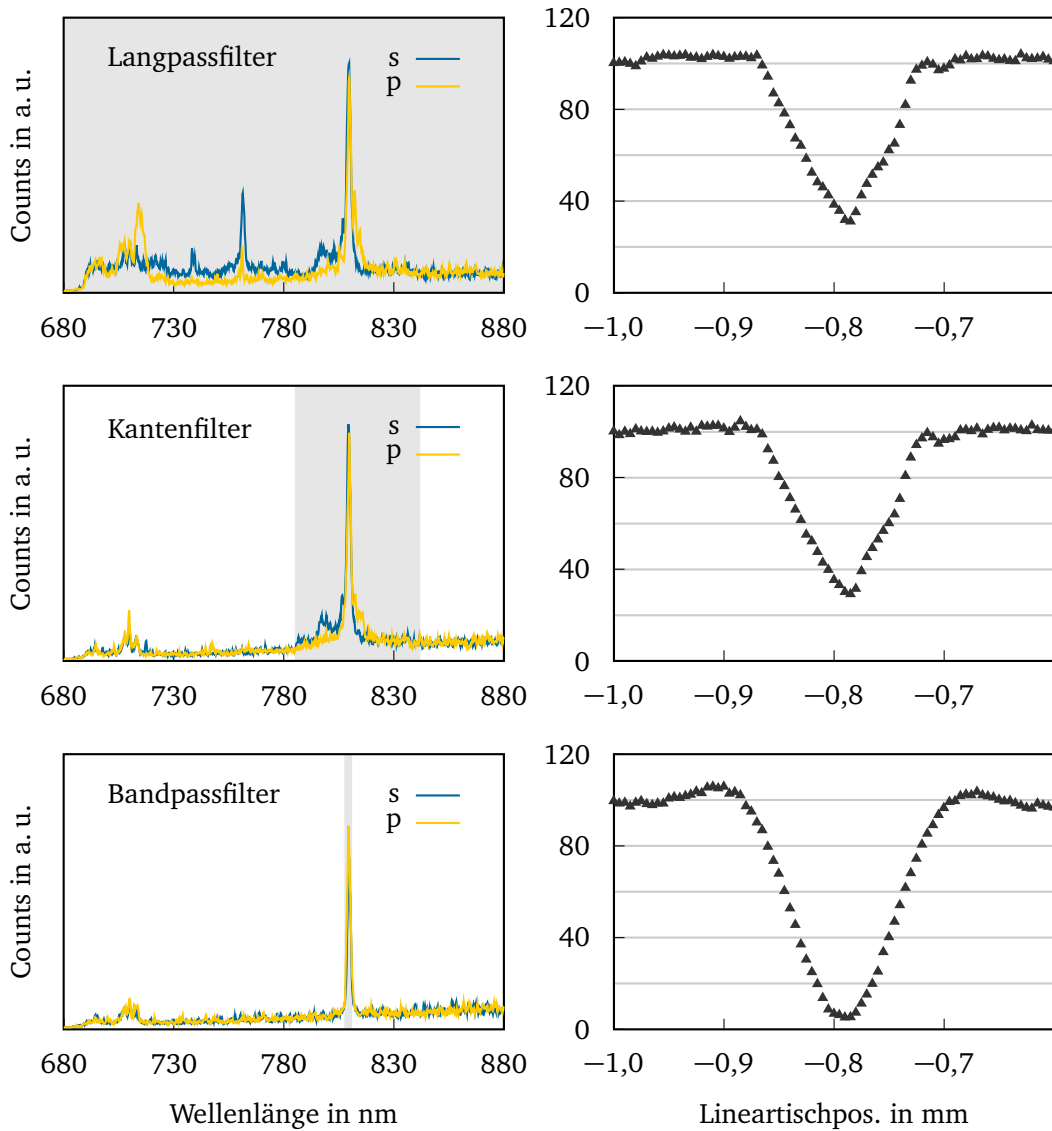 Counts in a. u.
Langpassfilter
s
p
680 730 780 830 880
120
80
40
0
−1,0 −0,9 −0,8 −0,7
Counts in a. u.
Kantenfilter
s
p
680 730 780 830 880
120
80
40
0
−1,0 −0,9 −0,8 −0,7
Counts in a. u.
Bandpassfilter
s
p
680 730 780 830 880
Wellenlänge in nm
120
80
40
0
−1,0 −0,9 −0,8 −0,7
Lineartischpos. in mm